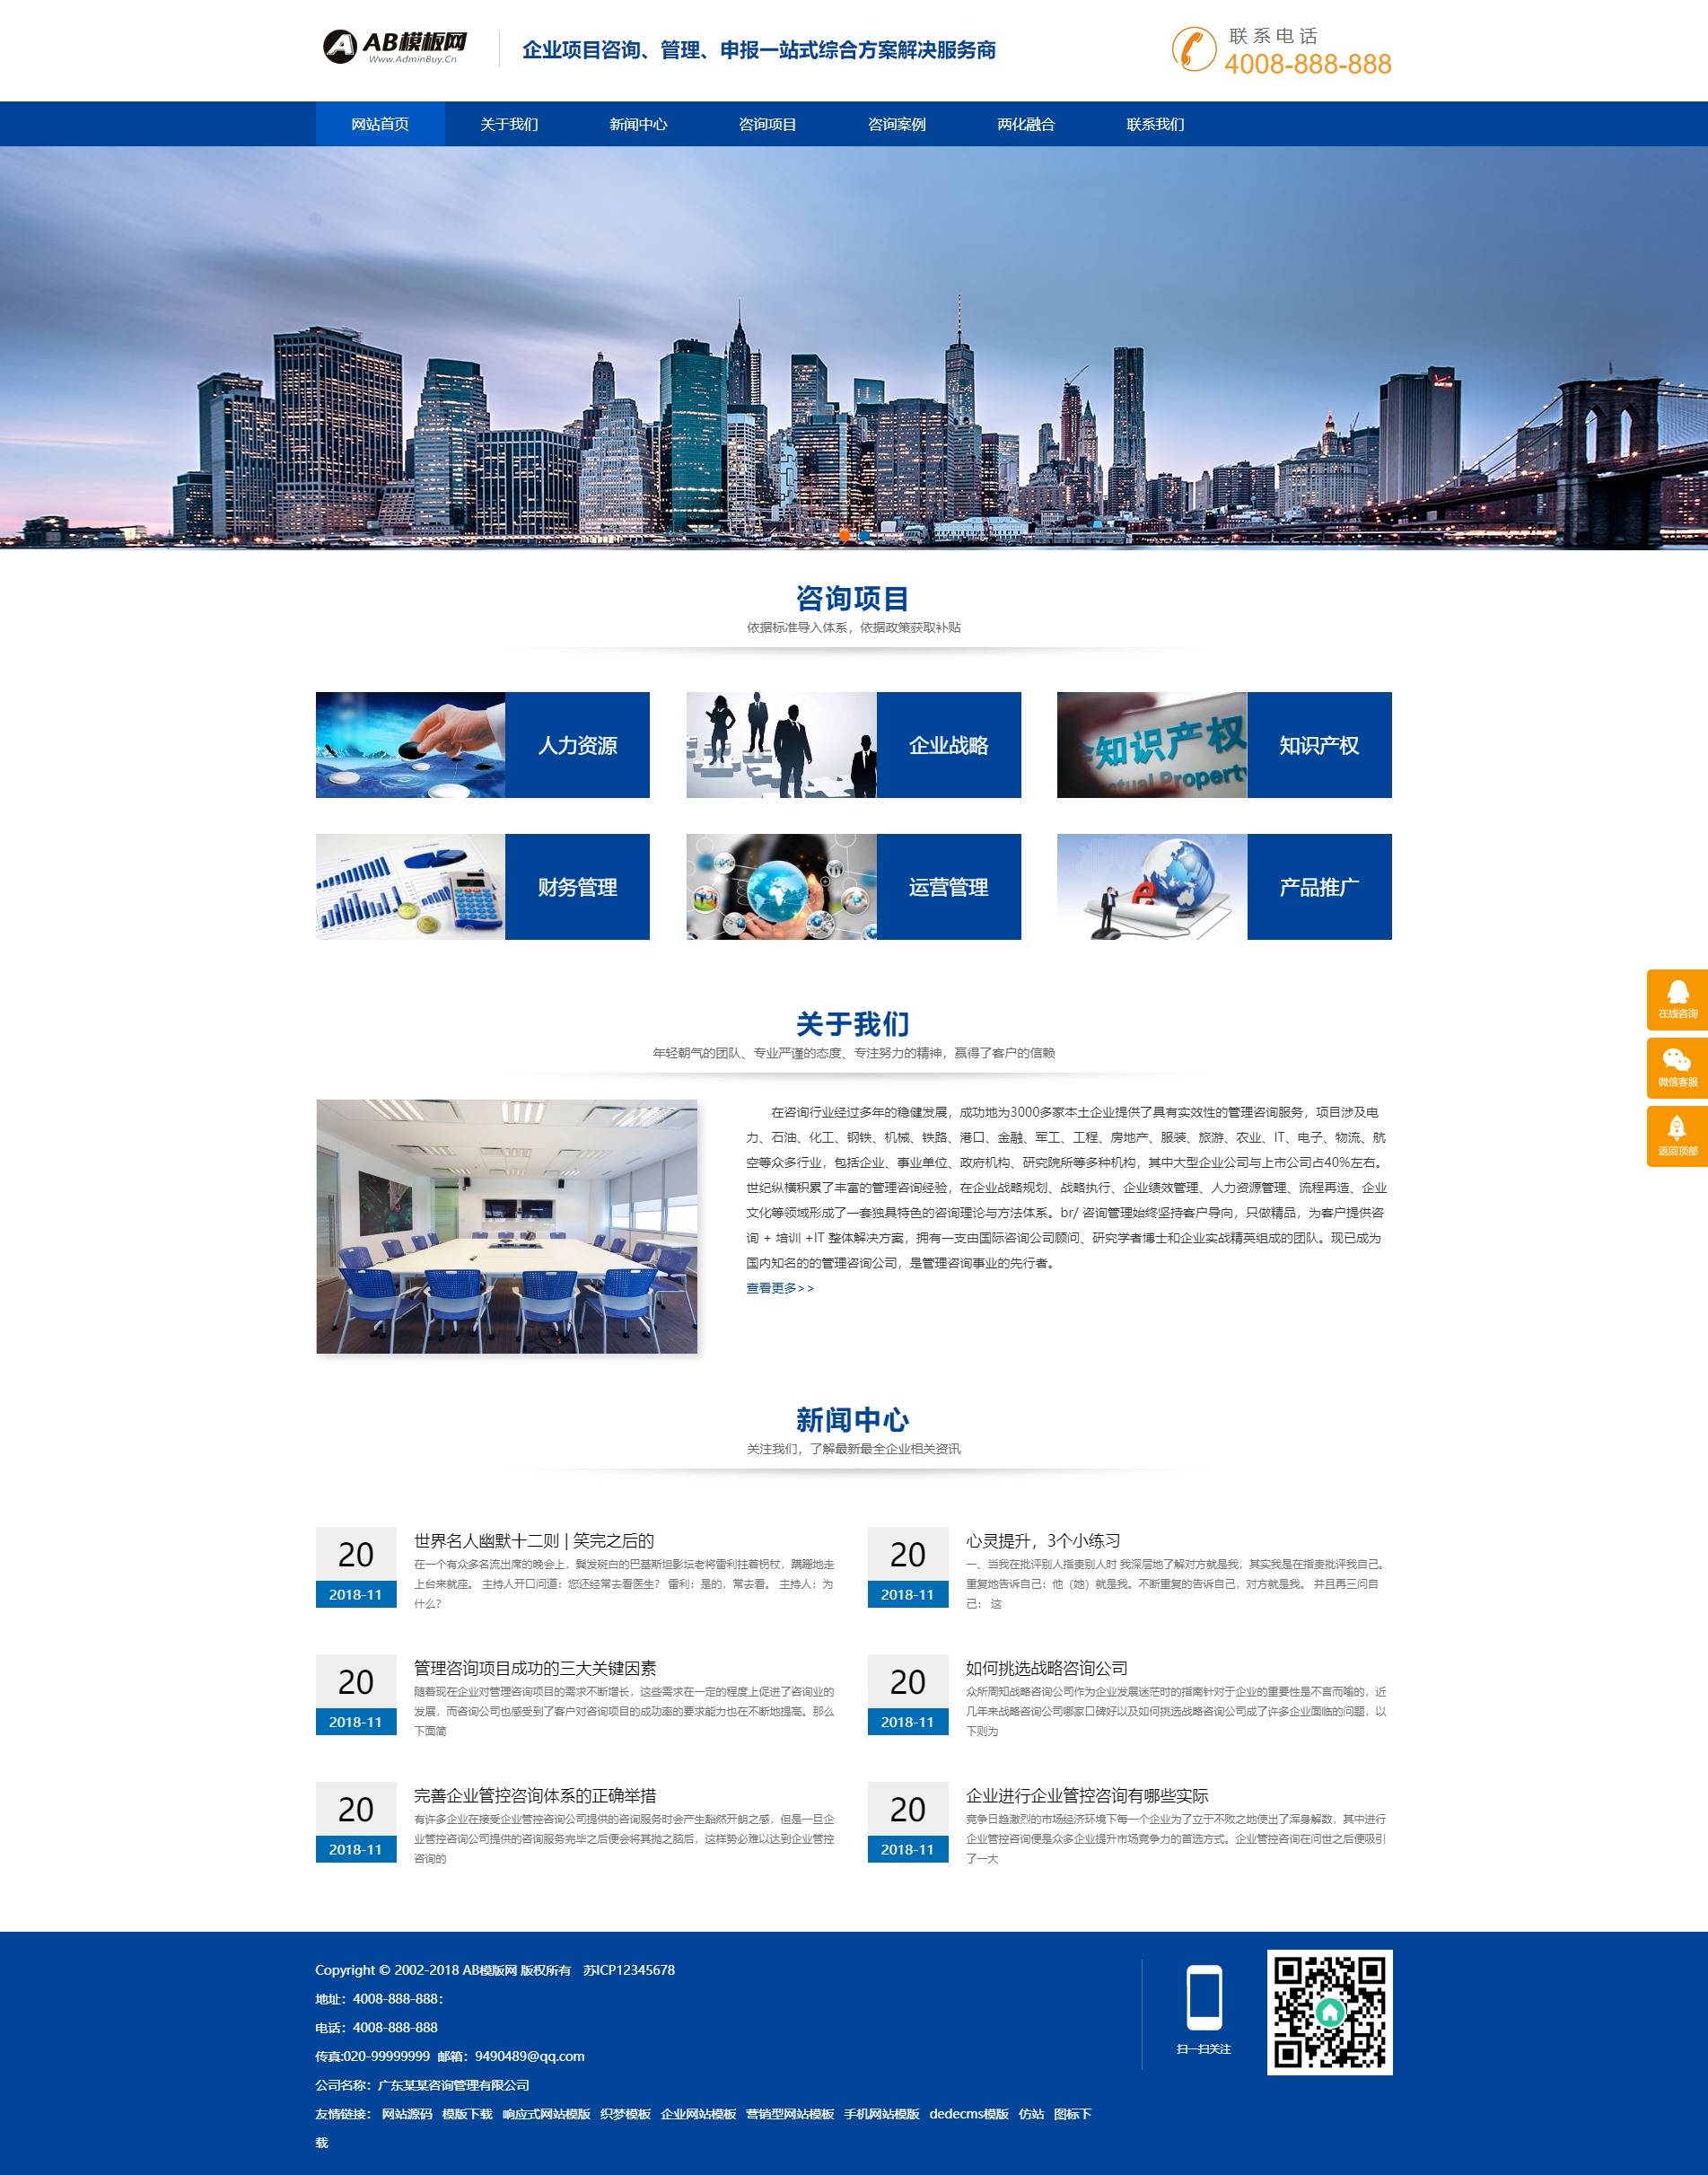 AB模板网
Www.AdminBuy.Cn
企业项目咨询、管理、申报一站式综合方案解决服务商
联系电话
4008-888-888
网站首页 关于我们 新闻中心 咨询项目 咨询案例 两化融合 联系我们
咨询项目
依据标准导入体系，依据政策获取补贴
人力资源
企业战略
知识产权
tual Property
知识产权
财务管理
运营管理
产品推广
在线咨询
微信客服
返回顶部
关于我们
年轻朝气的团队、专业严谨的态度、专注努力的精神，赢得了客户的信赖
在咨询行业经过多年的稳健发展，成功地为3000多家本土企业提供了具有实效性的管理咨询服务，项目涉及电
力、石油、化工、钢铁、机械、铁路、港口、金融、军工、工程、房地产、服装、旅游、农业、IT、电子、物流、航
空等众多行业，包括企业、事业单位、政府机构、研究院所等多种机构，其中大型企业公司与上市公司占40%左右。
世纪纵横积累了丰富的管理咨询经验，在企业战略规划、战略执行、企业绩效管理、人力资源管理、流程再造、企业
文化等领域形成了一套独具特色的咨询理论与方法体系。br/ 咨询管理始终坚持客户导向，只做精品，为客户提供咨
询 + 培训 +IT 整体解决方案，拥有一支由国际咨询公司顾问、研究学者博士和企业实战精英组成的团队。现已成为
国内知名的的管理咨询公司，是管理咨询事业的先行者。
查看更多>>
新闻中心
关注我们，了解最新最全企业相关资讯
20
2018-11
世界名人幽默十二则 | 笑完之后的
在一个有众多名流出席的晚会上，鬓发斑白的巴基斯坦影坛老将雷利拄着柺杖，蹒跚地走
上台来就座。 主持人开口问道：您还经常去看医生？ 雷利：是的，常去看。 主持人：为
什么？
20
2018-11
心灵提升，3个小练习
一、当我在批评别人指责别人时 我深层地了解对方就是我，其实我是在指责批评我自己。
重复地告诉自己：他（她）就是我。不断重复的告诉自己，对方就是我。 并且再三问自
己： 这
20
2018-11
管理咨询项目成功的三大关键因素
随着现在企业对管理咨询项目的需求不断增长，这些需求在一定的程度上促进了咨询业的
发展，而咨询公司也感受到了客户对咨询项目的成功率的要求能力也在不断地提高。那么
下面简
20
2018-11
如何挑选战略咨询公司
众所周知战略咨询公司作为企业发展迷茫时的指南针对于企业的重要性是不言而喻的，近
几年来战略咨询公司哪家口碑好以及如何挑选战略咨询公司成了许多企业面临的问题，以
下则为
20
2018-11
完善企业管控咨询体系的正确举措
有许多企业在接受企业管控咨询公司提供的咨询服务时会产生豁然开朗之感，但是一旦企
业管控咨询公司提供的咨询服务完毕之后便会将其抛之脑后，这样势必难以达到企业管控
咨询的
20
2018-11
企业进行企业管控咨询有哪些实际
竞争日趋激烈的市场经济环境下每一个企业为了立于不败之地使出了浑身解数，其中进行
企业管控咨询便是众多企业提升市场竞争力的首选方式。企业管控咨询在问世之后便吸引
了一大
Copyright © 2002-2018 AB模版网 版权所有 苏ICP12345678
地址：4008-888-888：
电话：4008-888-888
传真:020-99999999 邮箱：9490489@qq.com
公司名称：广东某某咨询管理有限公司
友情链接： 网站源码 模版下载 响应式网站模版 织梦模板 企业网站模板 营销型网站模板 手机网站模版 dedecms模版 仿站 图标下
载
扫一扫关注